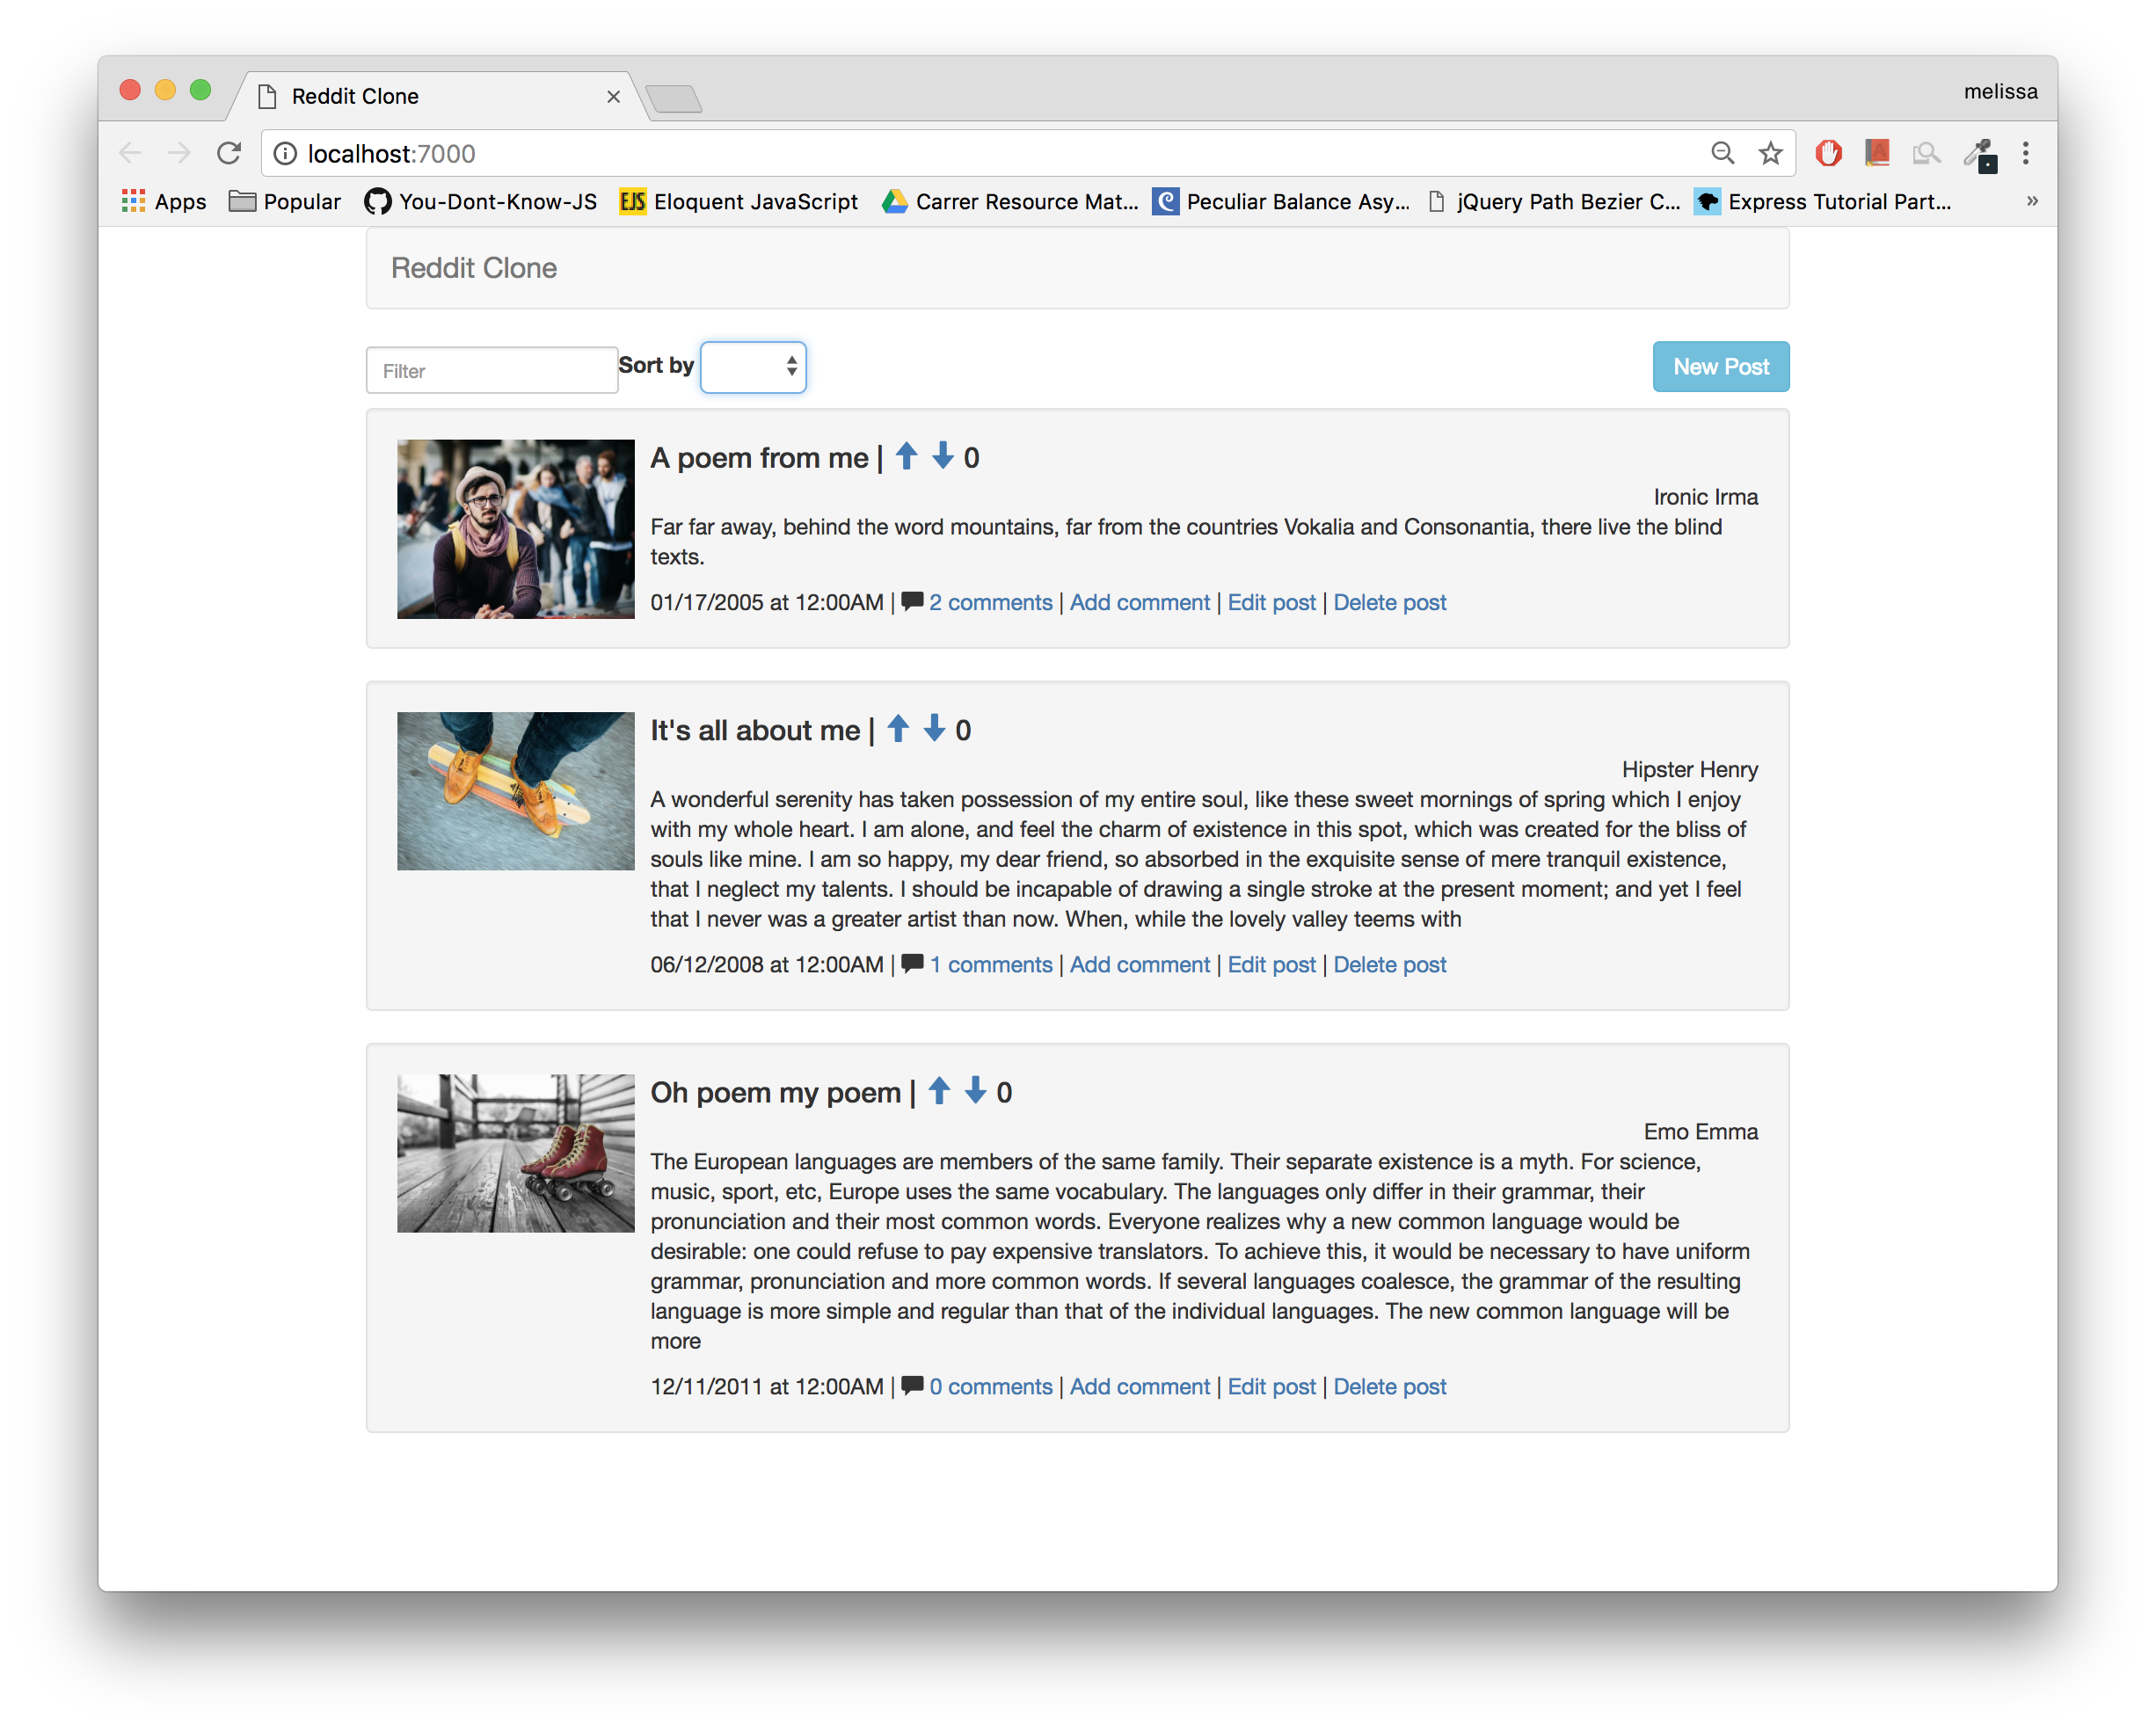 Reddit Clone
melissa
localhost:7000
Apps
Popular
You-Dont-Know-JS
EJS Eloquent JavaScript
Carrer Resource Mat...
Peculiar Balance Asy...
jQuery Path Bezier C...
Express Tutorial Part...
»
Reddit Clone
Filter
Sort by
New Post
A poem from me | 0
Ironic Irma
Far far away, behind the word mountains, far from the countries Vokalia and Consonantia, there live the blind
texts.
01/17/2005 at 12:00AM | 2 comments | Add comment | Edit post | Delete post
It's all about me | 0
Hipster Henry
A wonderful serenity has taken possession of my entire soul, like these sweet mornings of spring which I enjoy
with my whole heart. I am alone, and feel the charm of existence in this spot, which was created for the bliss of
souls like mine. I am so happy, my dear friend, so absorbed in the exquisite sense of mere tranquil existence,
that I neglect my talents. I should be incapable of drawing a single stroke at the present moment; and yet I feel
that I never was a greater artist than now. When, while the lovely valley teems with
06/12/2008 at 12:00AM | 1 comments | Add comment | Edit post | Delete post
Oh poem my poem | 0
Emo Emma
The European languages are members of the same family. Their separate existence is a myth. For science,
music, sport, etc, Europe uses the same vocabulary. The languages only differ in their grammar, their
pronunciation and their most common words. Everyone realizes why a new common language would be
desirable: one could refuse to pay expensive translators. To achieve this, it would be necessary to have uniform
grammar, pronunciation and more common words. If several languages coalesce, the grammar of the resulting
language is more simple and regular than that of the individual languages. The new common language will be
more
12/11/2011 at 12:00AM | 0 comments | Add comment | Edit post | Delete post